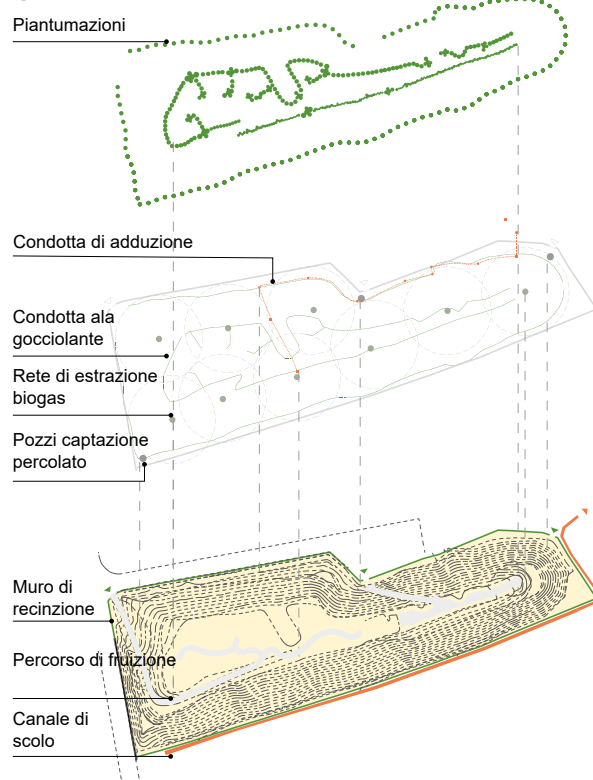 Piantumazioni
Condotta di adduzione
Condotta ala
gocciolante
Rete di estrazione
biogas
Pozzi captazione
percolato
Muro di
recinzione
Percorso di fruizione
Canale di
scolo